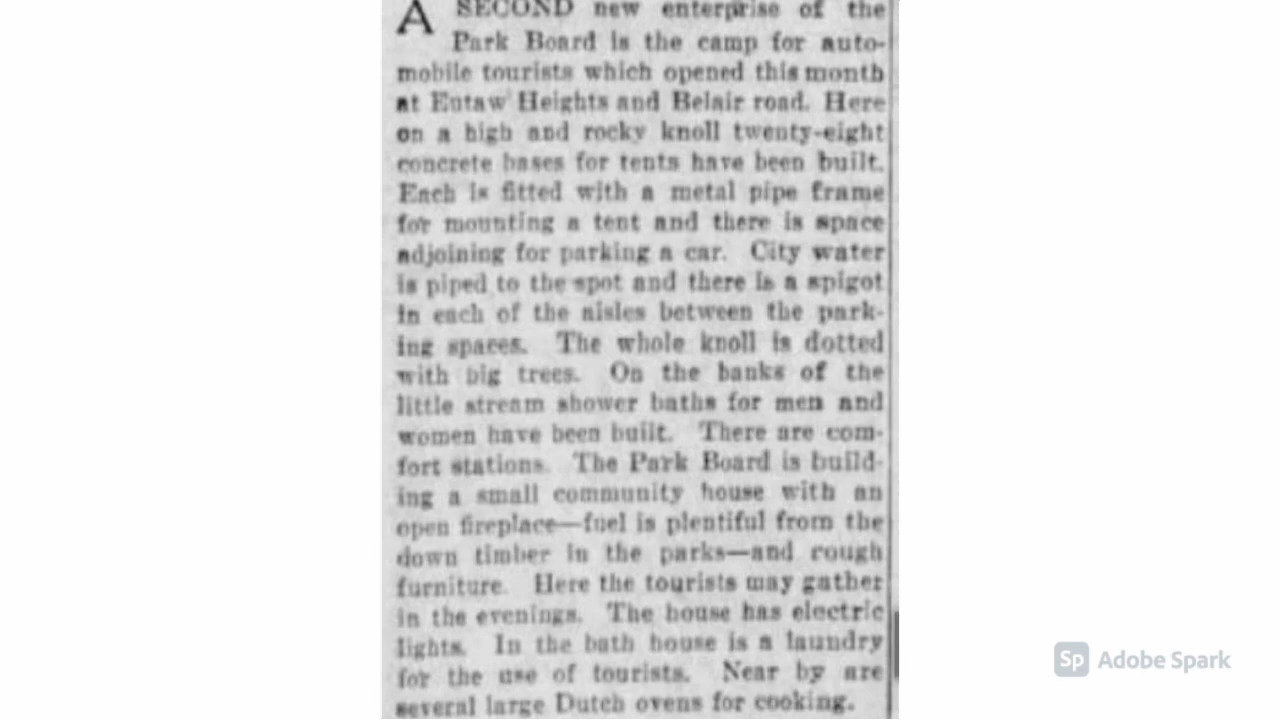 A SECOND new enterprise of the
Park Board is the camp for auto-
mobile tourists which opened this month
at Eutaw Heights and Belair road. Here
on a high and rocky knoll twenty-eight
concrete bases for tents have been built.
Each is fitted with a metal pipe frame
for mounting a tent and there is space
adjoining for parking a car. City water
is piped to the spot and there is a spigot
in each of the aisles between the park-
ing spaces. The whole knoll is dotted
with big trees. On the banks of the
little stream shower baths for men and
women have been built. There are com-
fort stations. The Park Board is build-
ing a small community house with an
open fireplace—fuel is plentiful from the
down timber in the parks—and rough
furniture. Here the tourists may gather
in the evenings. The house has electric
lights. In the bath house is a laundry
for the use of tourists. Near by are
several large Dutch ovens for cooking.
Sp Adobe Spark